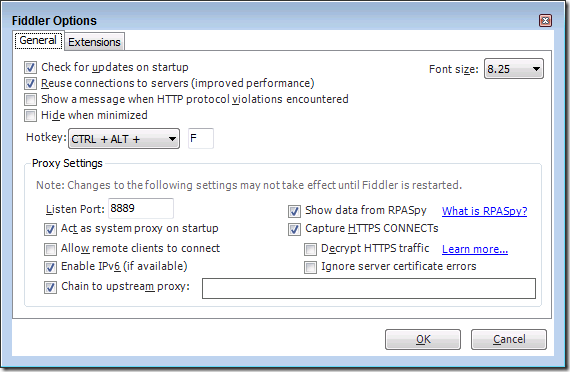 Fiddler Options
General Extensions
Check for updates on startup
Font size: 8.25
Reuse connections to servers (improved performance)
Show a message when HTTP protocol violations encountered
Hide when minimized
Hotkey: CTRL + ALT + F
Proxy Settings
Note: Changes to the following settings may not take effect until Fiddler is restarted.
Listen Port: 8889
Show data from RPASpy What is RPASpy?
Act as system proxy on startup
Capture HTTPS CONNECTs
Allow remote clients to connect
Decrypt HTTPS traffic Learn more...
Enable IPv6 (if available)
Ignore server certificate errors
Chain to upstream proxy:
OK Cancel